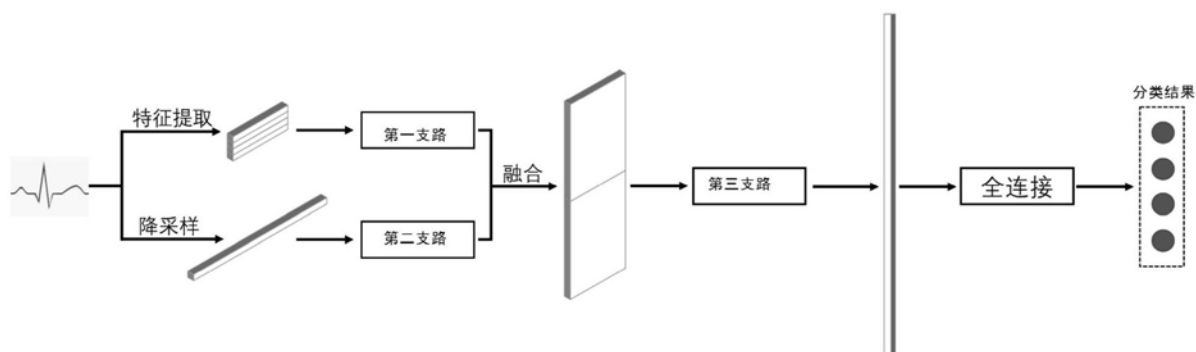 特征提取
第一支路
降采样
第二支路
融合
第三支路
全连接
分类结果